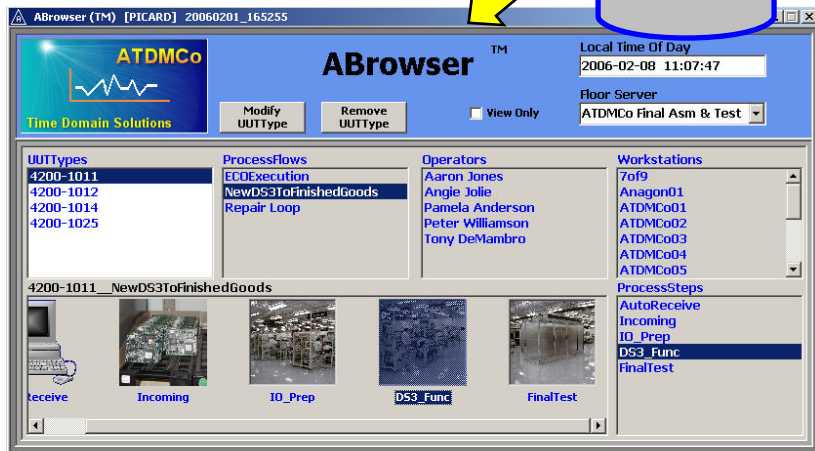 ABrowser (TM) [PICARD] 20060201_165255
ATDMCo
Time Domain Solutions
ABrowser TM
Modify UUTType
Remove UUTType
View Only
Local Time Of Day
2006-02-08 11:07:47
Floor Server
ATDMCo Final Asm & Test
UUTTypes
4200-1011
4200-1012
4200-1014
4200-1025
ProcessFlows
ECOExecution
NewDS3ToFinishedGoods
Repair Loop
Operators
Aaron Jones
Angie Jolie
Pamela Anderson
Peter Williamson
Tony DeMambro
Workstations
7of9
Anagon01
ATDMCo01
ATDMCo02
ATDMCo03
ATDMCo04
ATDMCo05
4200-1011__NewDS3ToFinishedGoods
Receive
Incoming
IO_Prep
DS3_Func
FinalTest
ProcessSteps
AutoReceive
Incoming
IO_Prep
DS3_Func
FinalTest